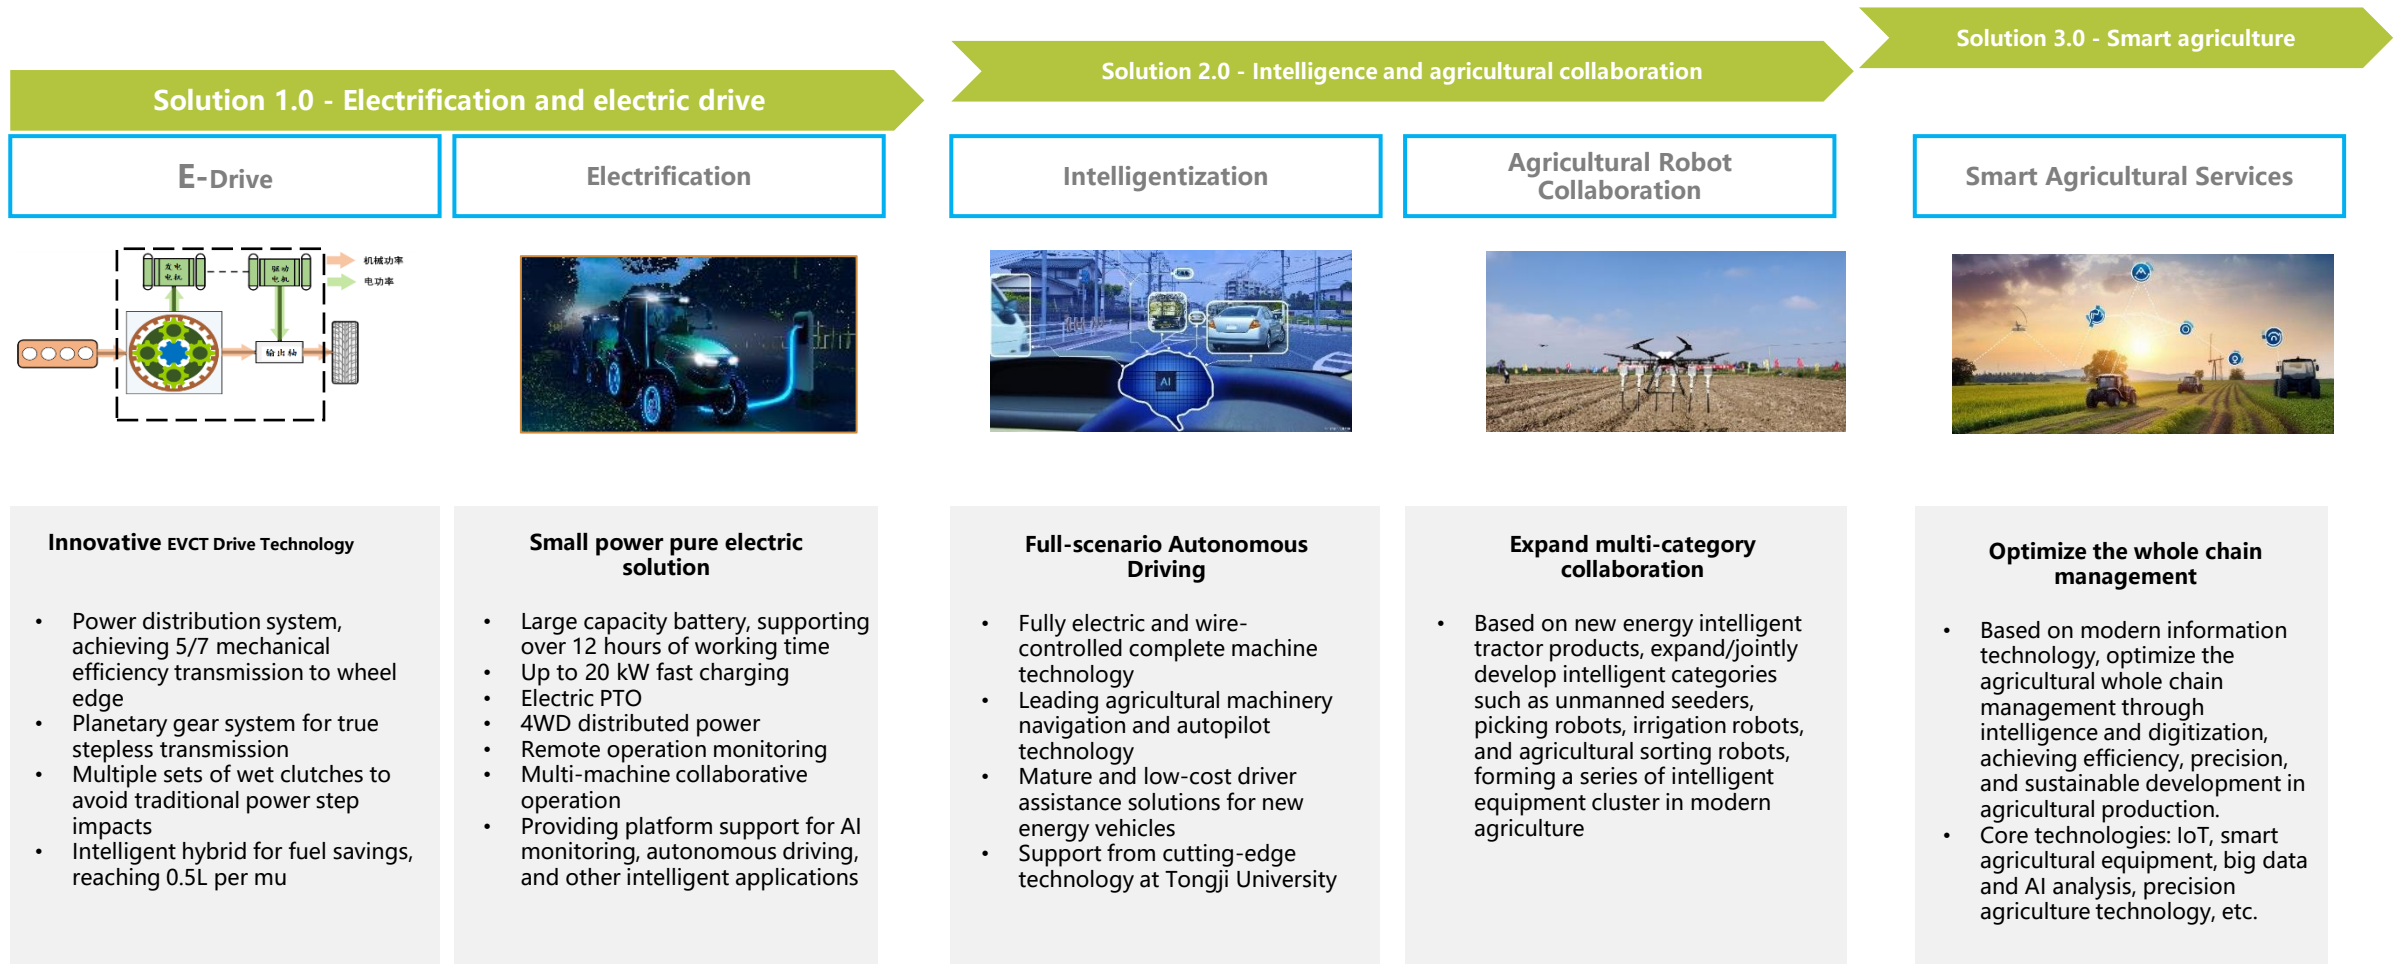 Solution 1.0 - Electrification and electric drive
Solution 2.0 - Intelligence and agricultural collaboration
Solution 3.0 - Smart agriculture
E-Drive
Electrification
Intelligentization
Agricultural Robot
Collaboration
Smart Agricultural Services
发电
电机
驱动
电机
机械功率
电功率
输出轴
AI
Innovative EVCT Drive Technology
• Power distribution system,
achieving 5/7 mechanical
efficiency transmission to wheel
edge
• Planetary gear system for true
stepless transmission
• Multiple sets of wet clutches to
avoid traditional power step
impacts
• Intelligent hybrid for fuel savings,
reaching 0.5L per mu
Small power pure electric
solution
• Large capacity battery, supporting
over 12 hours of working time
• Up to 20 kW fast charging
• Electric PTO
• 4WD distributed power
• Remote operation monitoring
• Multi-machine collaborative
operation
• Providing platform support for AI
monitoring, autonomous driving,
and other intelligent applications
Full-scenario Autonomous
Driving
• Fully electric and wire-
controlled complete machine
technology
• Leading agricultural machinery
navigation and autopilot
technology
• Mature and low-cost driver
assistance solutions for new
energy vehicles
• Support from cutting-edge
technology at Tongji University
Expand multi-category
collaboration
• Based on new energy intelligent
tractor products, expand/jointly
develop intelligent categories
such as unmanned seeders,
picking robots, irrigation robots,
and agricultural sorting robots,
forming a series of intelligent
equipment cluster in modern
agriculture
Optimize the whole chain
management
• Based on modern information
technology, optimize the
agricultural whole chain
management through
intelligence and digitization,
achieving efficiency, precision,
and sustainable development in
agricultural production.
• Core technologies: IoT, smart
agricultural equipment, big data
and AI analysis, precision
agriculture technology, etc.